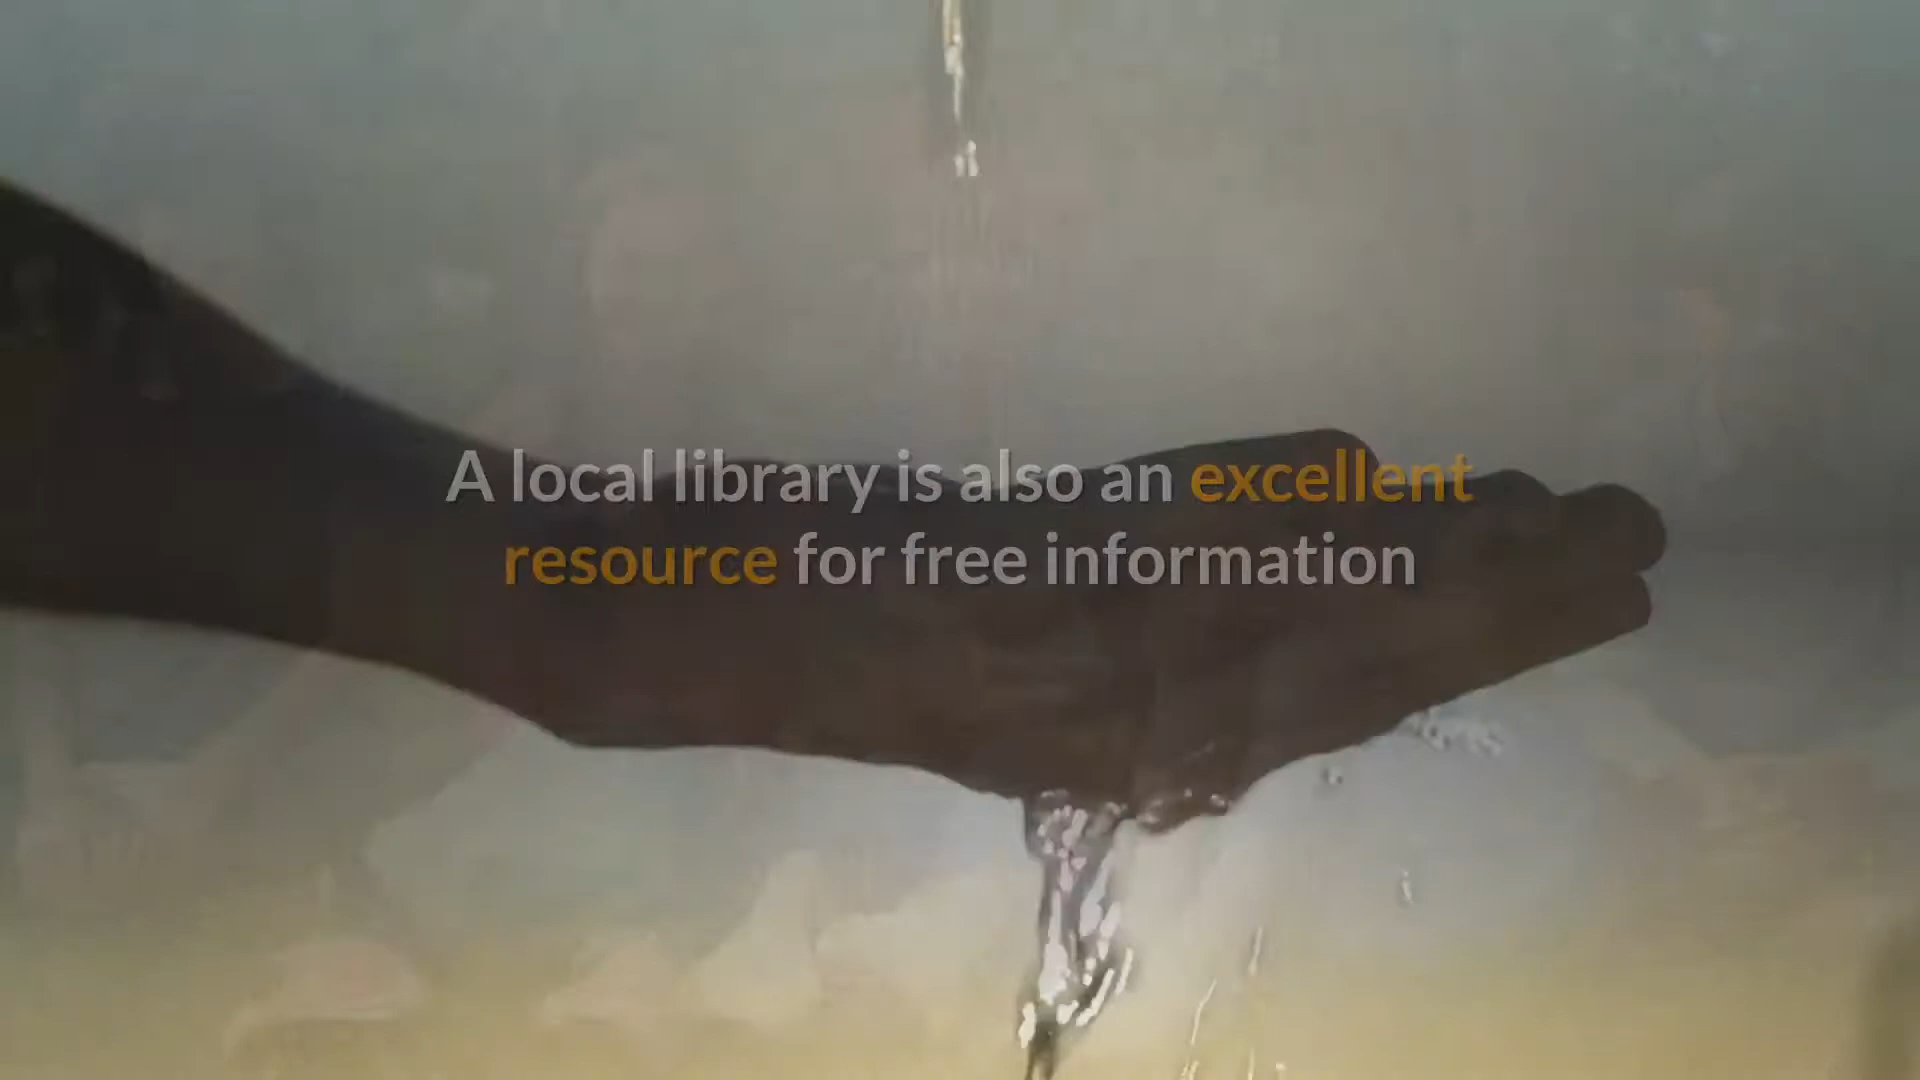 A local library is also an excellent
resource for free information